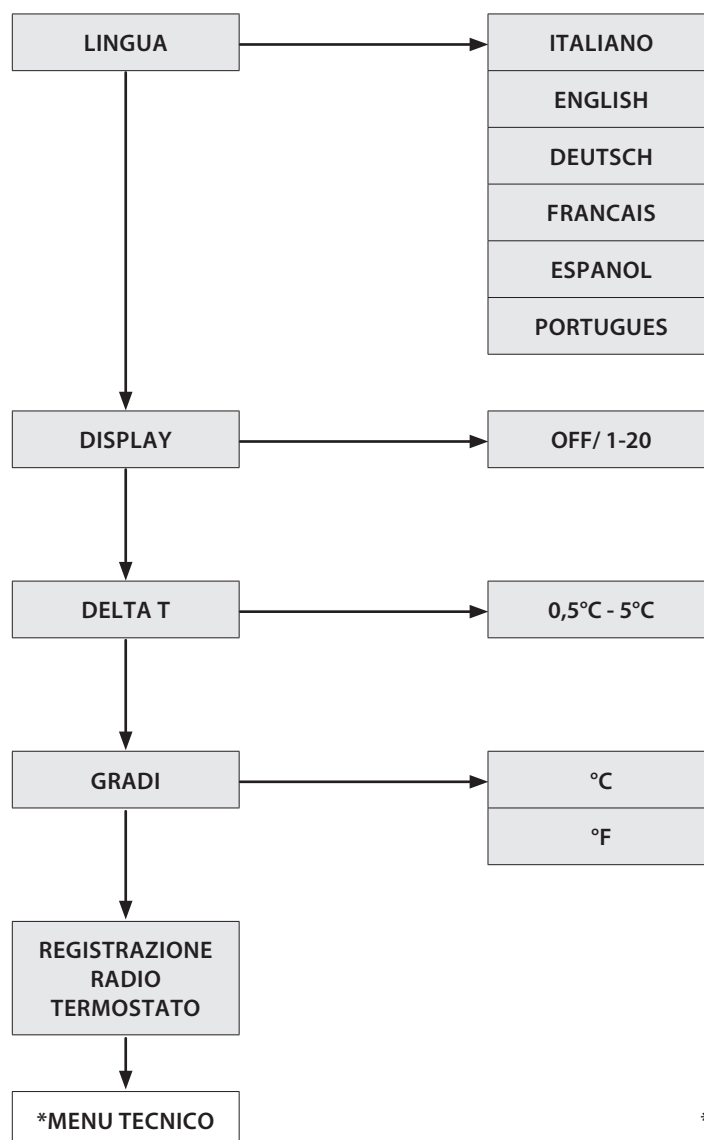 LINGUA
ITALIANO
ENGLISH
DEUTSCH
FRANCAIS
ESPANOL
PORTUGUES
DISPLAY
OFF/ 1-20
DELTA T
0,5°C - 5°C
GRADI
°C
°F
REGISTRAZIONE
RADIO
TERMOSTATO
*MENU TECNICO
*